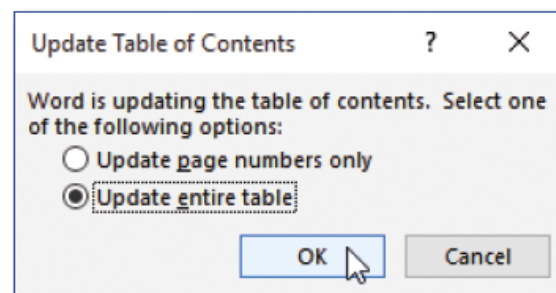 Update Table of Contents ? ×
Word is updating the table of contents. Select one
of the following options:
Update page numbers only
Update entire table
OK Cancel